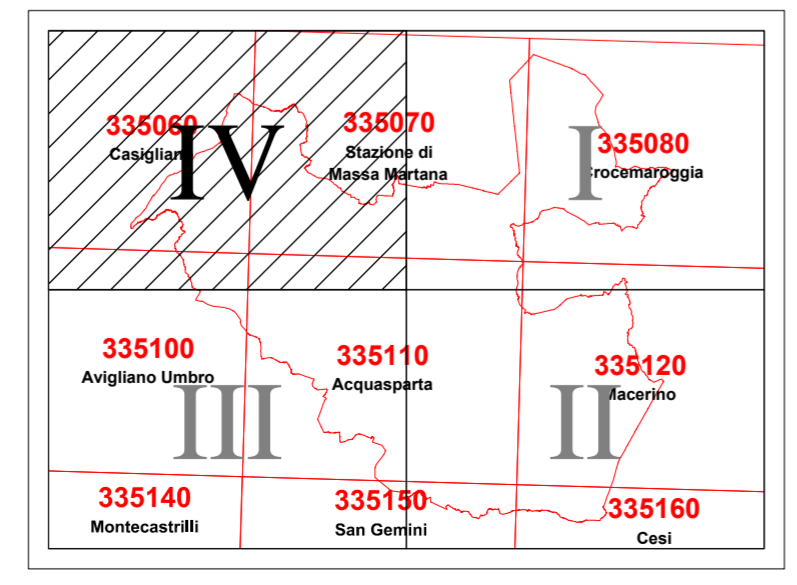 335060
Casigliano
IV
335070
Stazione di
Massa Martana
I
335080
Crocemaroggia
335100
Avigliano Umbro
III
335110
Acquasparta
II
335120
Macerino
335140
Montecastrilli
335150
San Gemini
335160
Cesi